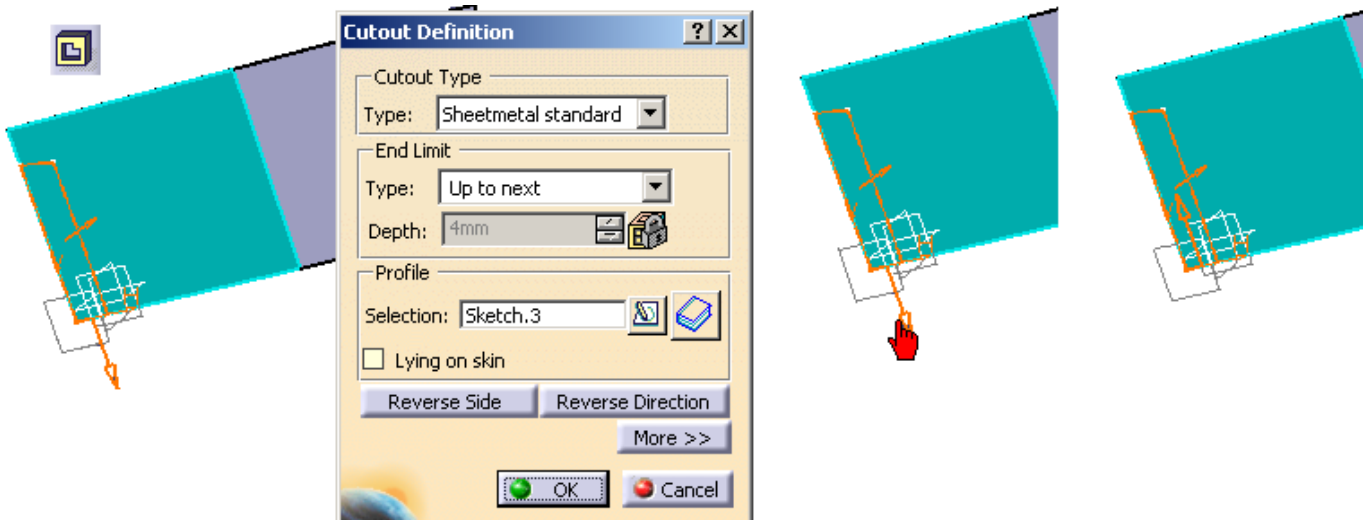 Cutout Definition
Cutout Type
Type: Sheetmetal standard
End Limit
Type: Up to next
Depth: 4mm
Profile
Selection: Sketch.3
Lying on skin
Reverse Side Reverse Direction
More >>
OK Cancel